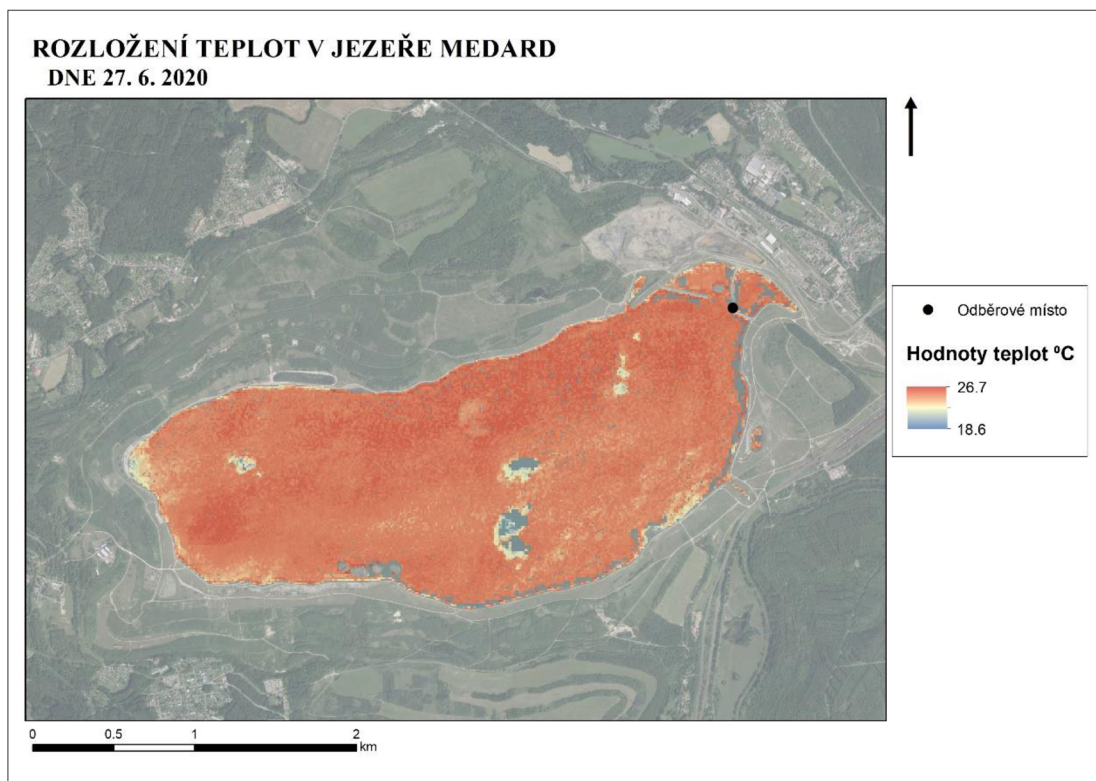 ROZLOŽENÍ TEPLOT V JEZEŘE MEDARD
DNE 27. 6. 2020
Odběrové místo
Hodnoty teplot ºC
26.7
18.6
0 0.5 1 2
km